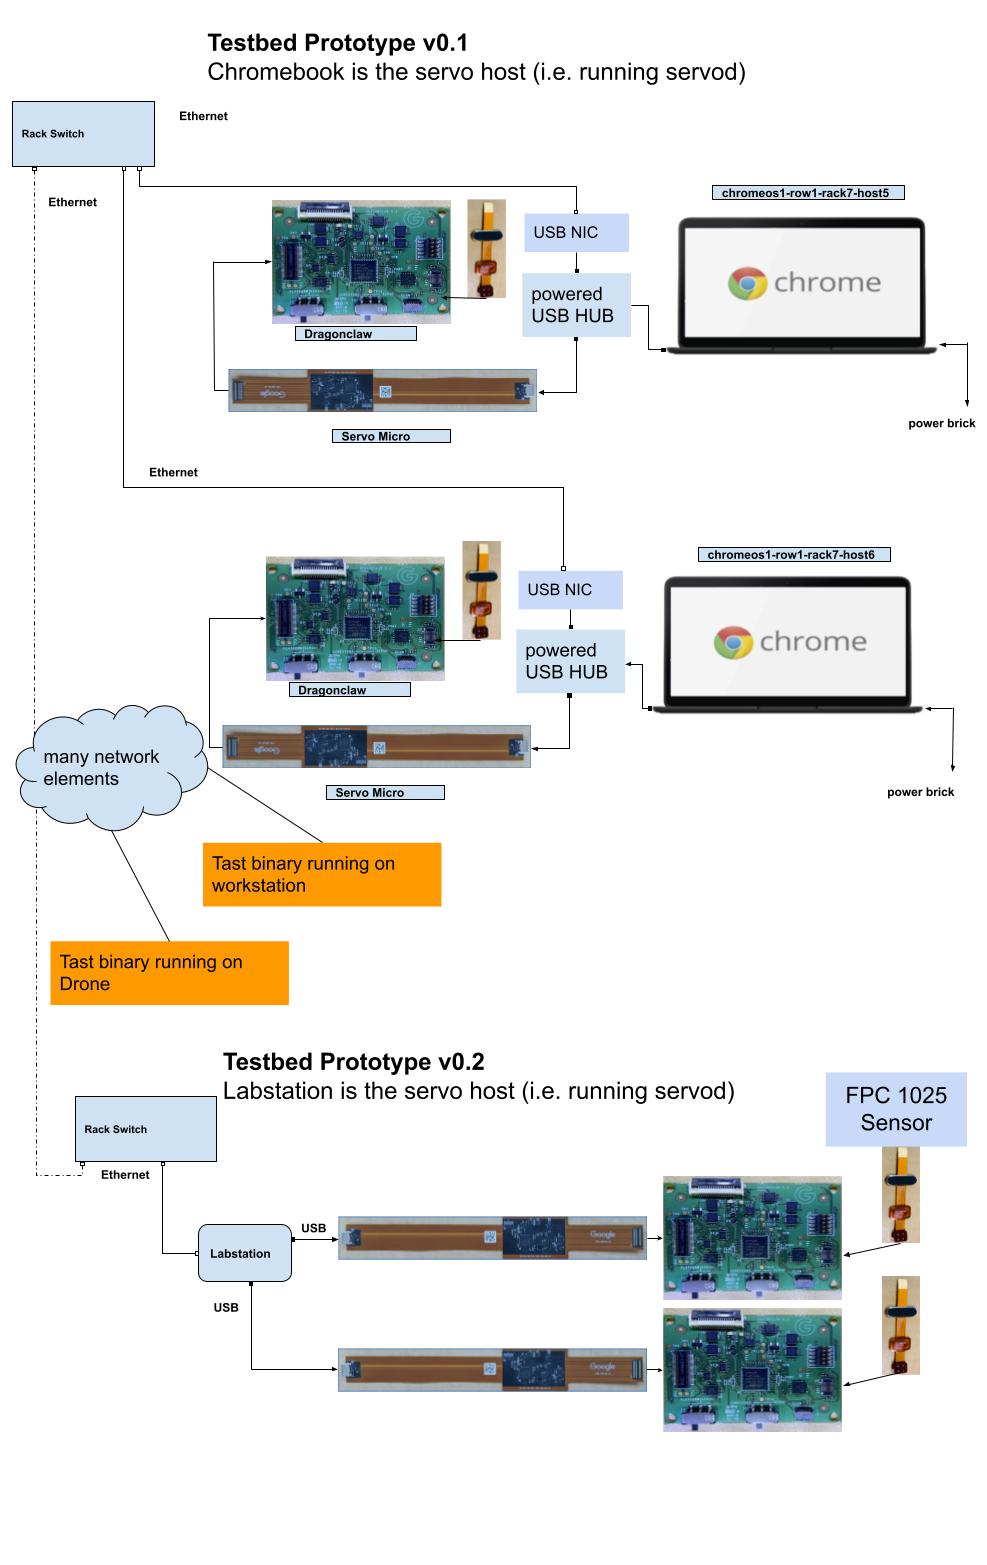 Testbed Prototype v0.1
Chromebook is the servo host (i.e. running servod)
Rack Switch
Ethernet
Ethernet
chromeos1-row1-rack7-host5
USB NIC
chrome
powered
USB HUB
Dragonclaw
Google
Servo Micro
power brick
Ethernet
chromeos1-row1-rack7-host6
USB NIC
chrome
powered
USB HUB
Dragonclaw
Google
Servo Micro
power brick
many network
elements
Tast binary running on
workstation
Tast binary running on
Drone
Testbed Prototype v0.2
Labstation is the servo host (i.e. running servod)
FPC 1025
Sensor
Rack Switch
Ethernet
USB
Labstation
Google
USB
Google